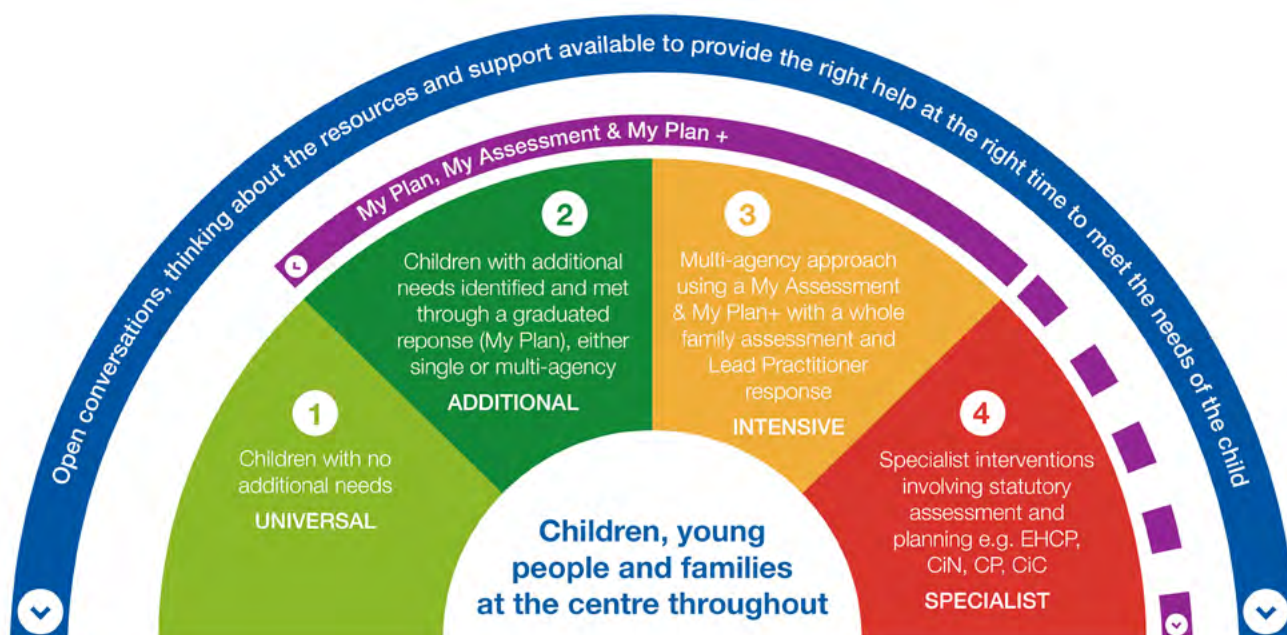 Open conversations, thinking about the resources and support available to provide the right help at the right time to meet the needs of the child
My Plan, My Assessment & My Plan +
1
Children with no
additional needs
UNIVERSAL
2
Children with additional
needs identified and met
through a graduated
reponse (My Plan), either
single or multi-agency
ADDITIONAL
3
Multi-agency approach
using a My Assessment
& My Plan+ with a whole
family assessment and
Lead Practitioner
response
INTENSIVE
4
Specialist interventions
involving statutory
assessment and
planning e.g. EHCP,
CiN, CP, CiC
SPECIALIST
Children, young
people and families
at the centre throughout